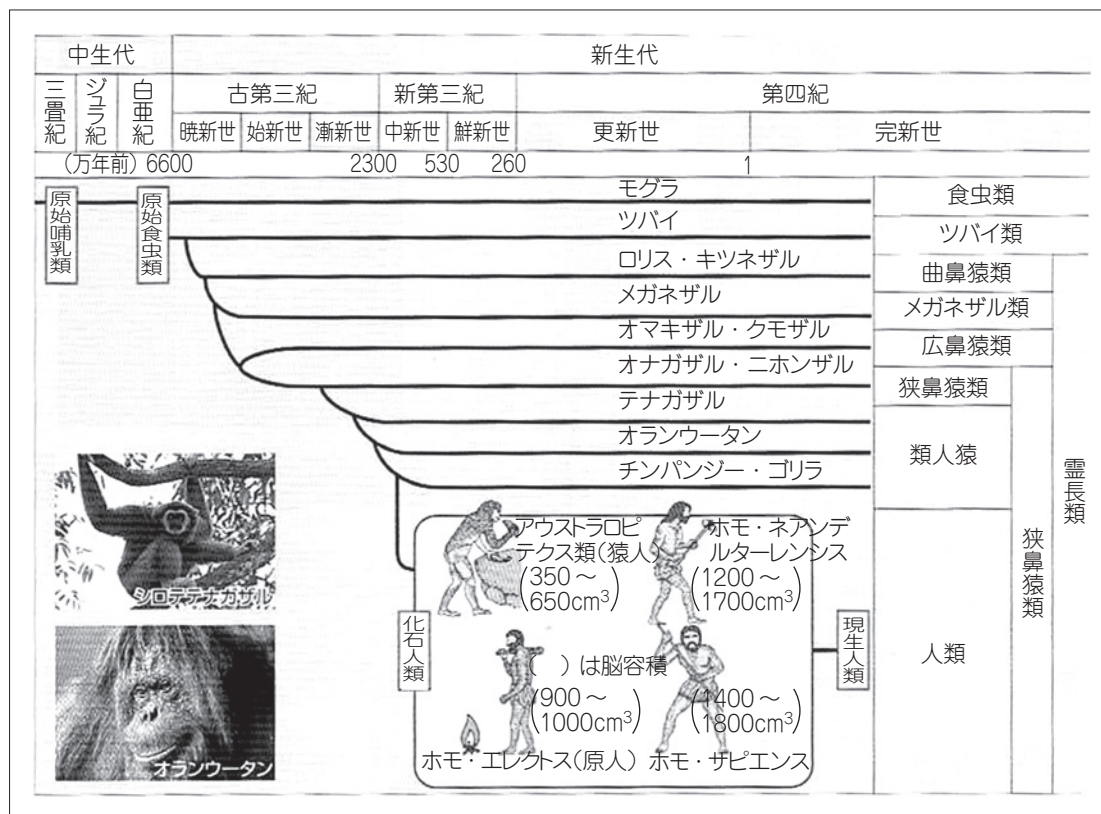 中生代
新生代
三畳紀
ジュラ紀
白亜紀
古第三紀
新第三紀
第四紀
暁新世
始新世
漸新世
中新世
鮮新世
更新世
完新世
(万年前) 6600 2300 530 260 1
原始哺乳類
原始食虫類
モグラ
食虫類
ツバイ
ツバイ類
ロリス・キツネザル
曲鼻猿類
メガネザル
メガネザル類
オマキザル・クモザル
広鼻猿類
オナガザル・ニホンザル
狭鼻猿類
テナガザル
オランウータン
類人猿
チンパンジー・ゴリラ
霊長類
狭鼻猿類
人類
シロテテナガザル
オランウータン
化石人類
アウストラロピ
テクス類(猿人)
(350～
650cm³)
ホモ・ネアンデ
ルターレンシス
(1200～
1700cm³)
( )は脳容積
(900～
1000cm³)
ホモ・エレクトス(原人)
(1400～
1800cm³)
ホモ・サピエンス
現生人類